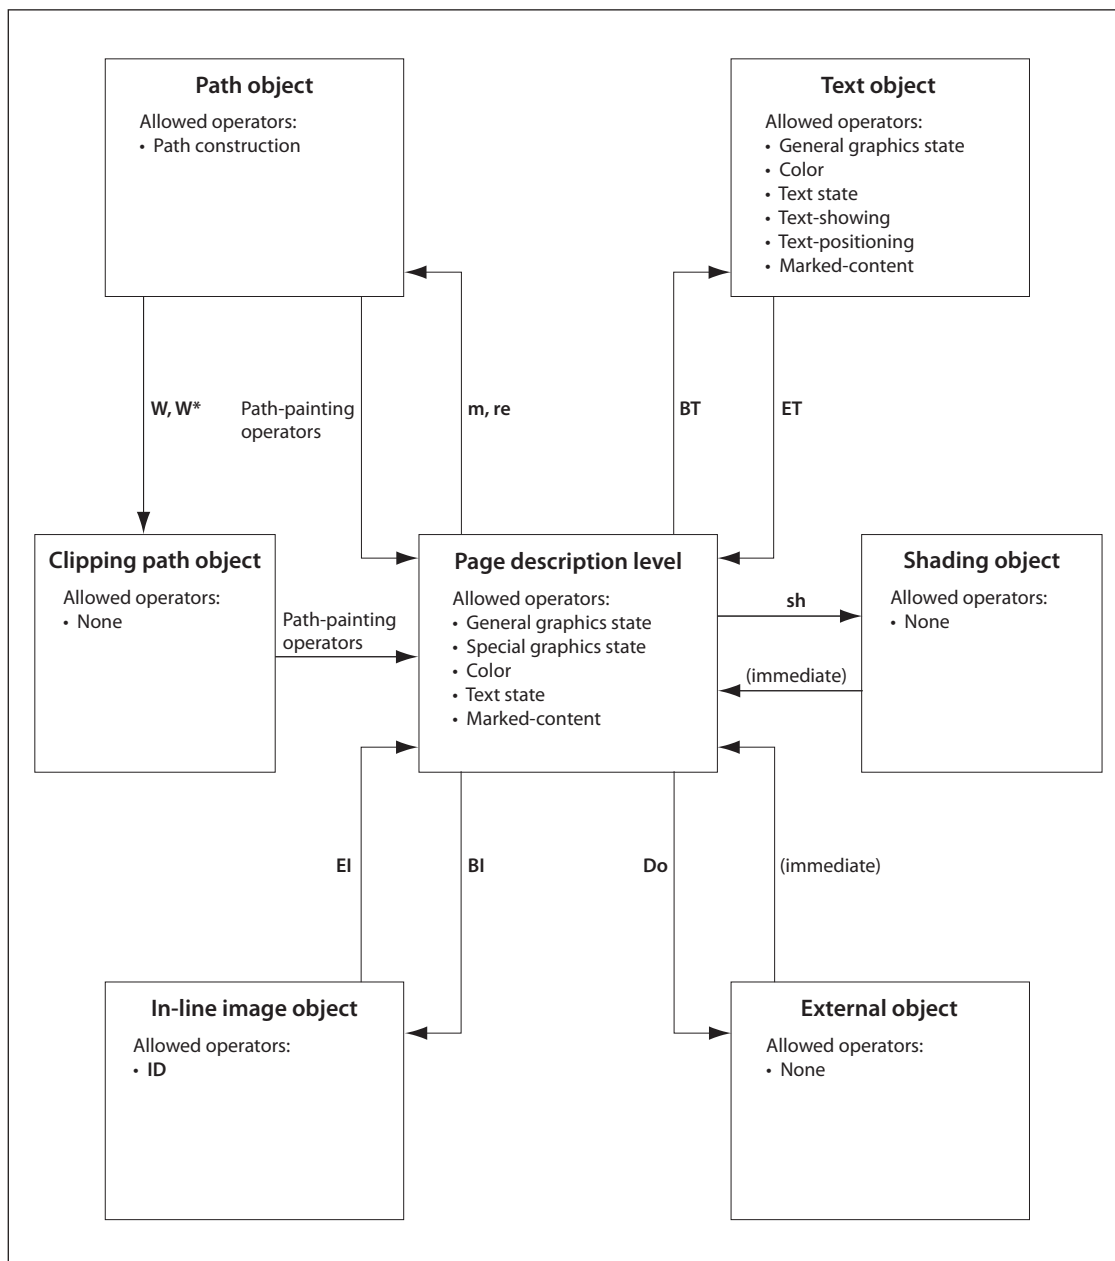 Path object
Allowed operators:
• Path construction
Text object
Allowed operators:
• General graphics state
• Color
• Text state
• Text-showing
• Text-positioning
• Marked-content
W, W*
Path-painting
operators
m, re
BT
ET
Clipping path object
Allowed operators:
• None
Path-painting
operators
Page description level
Allowed operators:
• General graphics state
• Special graphics state
• Color
• Text state
• Marked-content
sh
(immediate)
Shading object
Allowed operators:
• None
EI
BI
Do
(immediate)
In-line image object
Allowed operators:
• ID
External object
Allowed operators:
• None